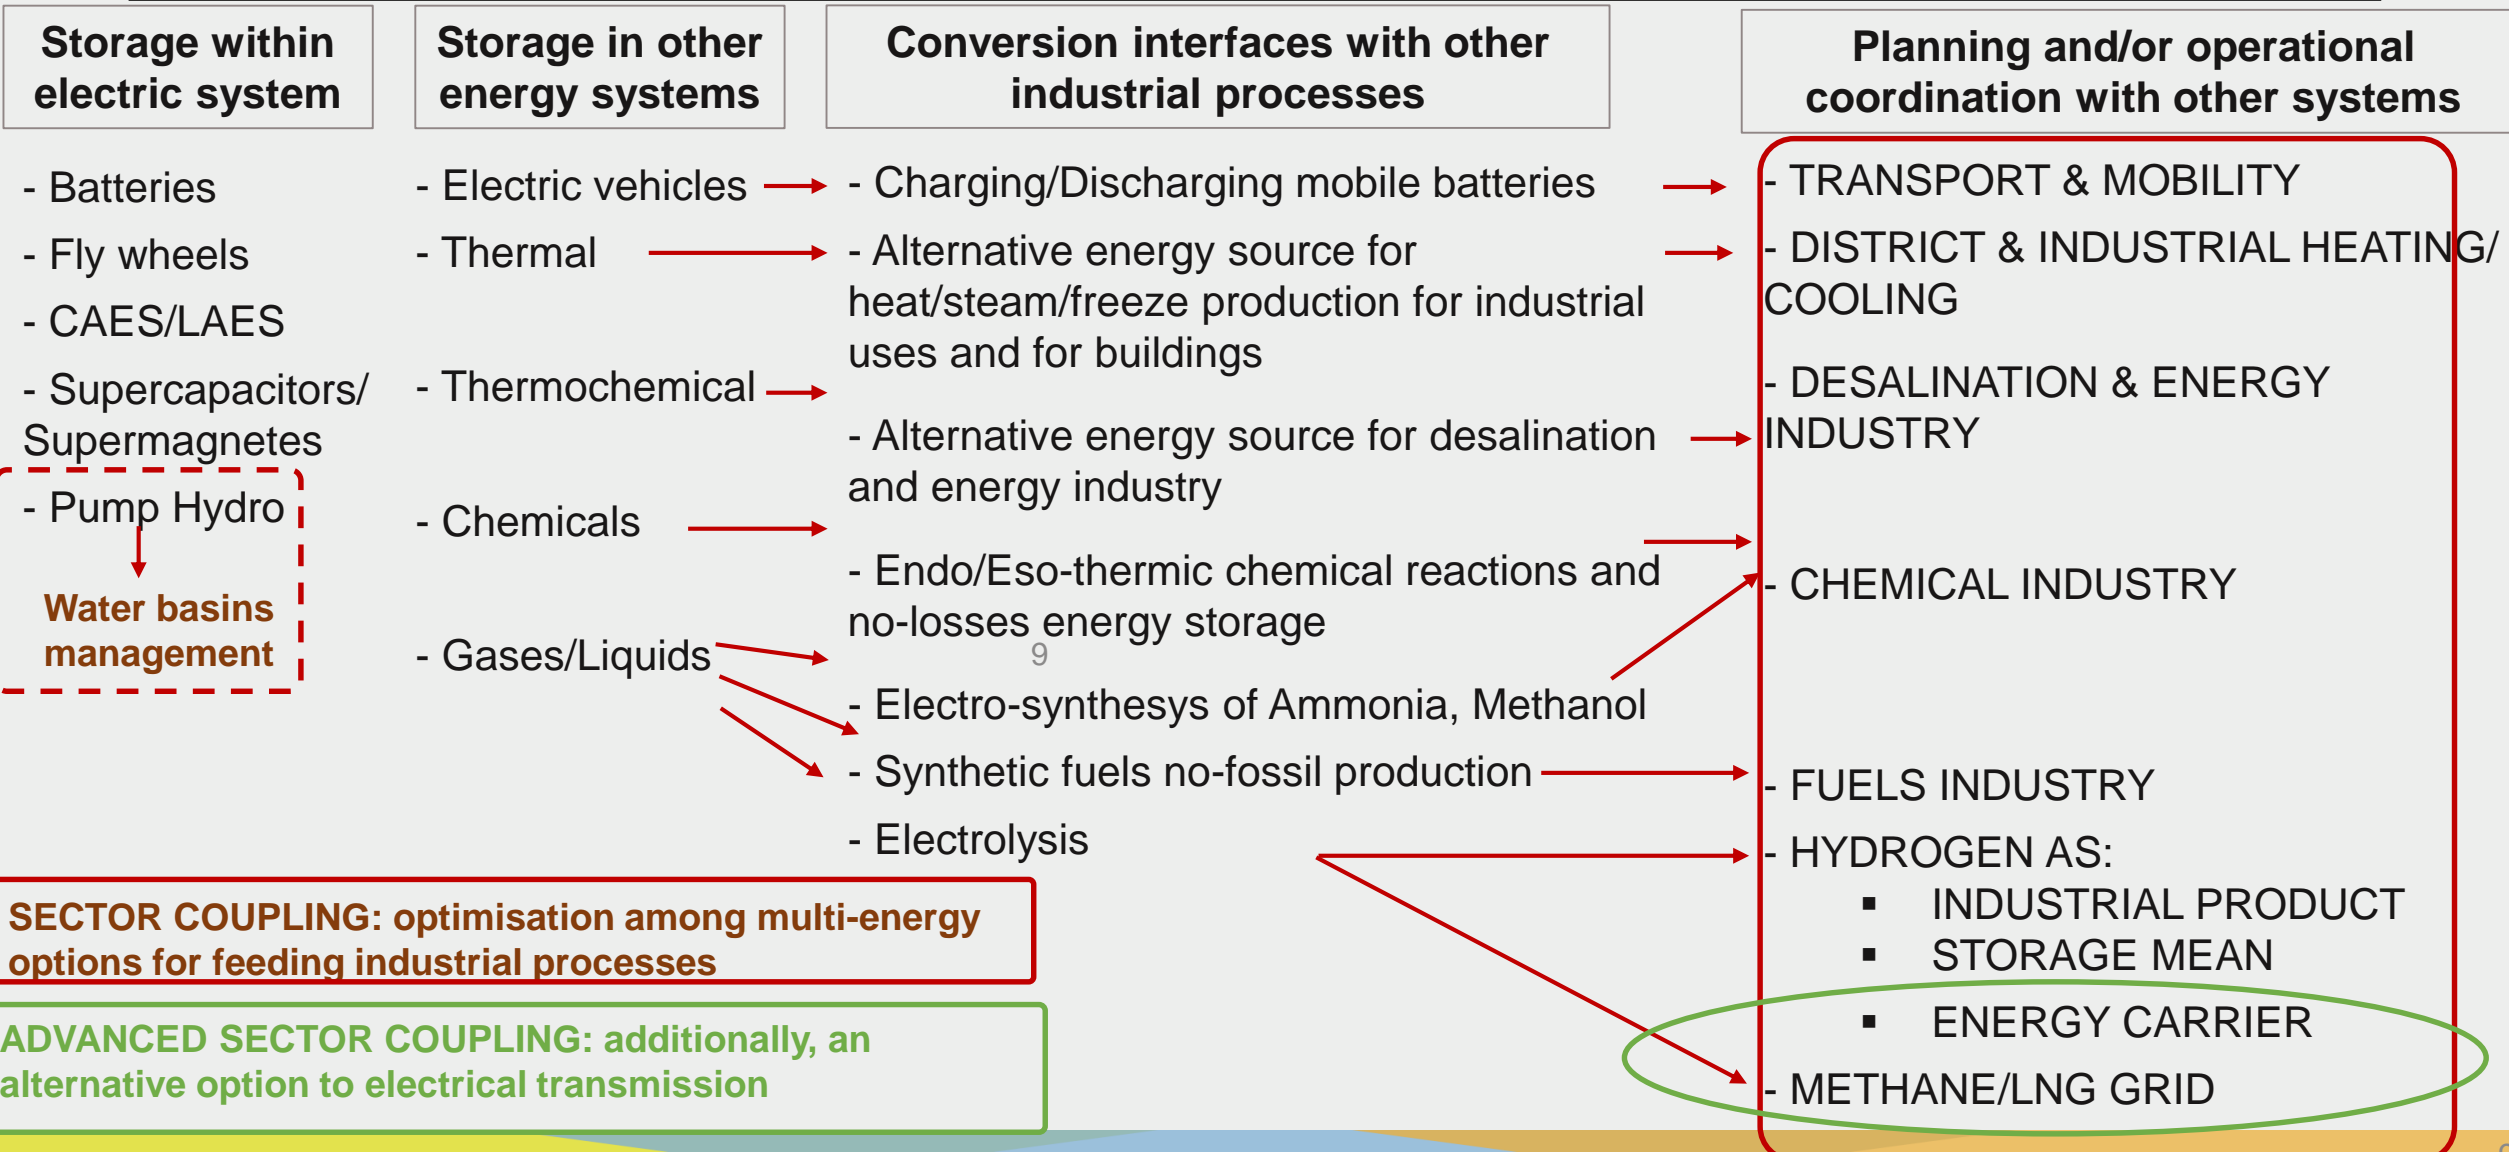 Storage within
electric system
Storage in other
energy systems
Conversion interfaces with other
industrial processes
Planning and/or operational
coordination with other systems
- Batteries
- Fly wheels
- CAES/LAES
- Supercapacitors/
Supermagnetes
- Pump Hydro
Water basins
management
- Electric vehicles
- Thermal
- Thermochemical
- Chemicals
- Gases/Liquids
- Charging/Discharging mobile batteries
- Alternative energy source for
heat/steam/freeze production for industrial
uses and for buildings
- Alternative energy source for desalination
and energy industry
- Endo/Eso-thermic chemical reactions and
no-losses energy storage
9
- Electro-synthesys of Ammonia, Methanol
- Synthetic fuels no-fossil production
- Electrolysis
- TRANSPORT & MOBILITY
- DISTRICT & INDUSTRIAL HEATING/
COOLING
- DESALINATION & ENERGY
INDUSTRY
- CHEMICAL INDUSTRY
- FUELS INDUSTRY
- HYDROGEN AS:
▪ INDUSTRIAL PRODUCT
▪ STORAGE MEAN
▪ ENERGY CARRIER
- METHANE/LNG GRID
SECTOR COUPLING: optimisation among multi-energy
options for feeding industrial processes
ADVANCED SECTOR COUPLING: additionally, an
alternative option to electrical transmission